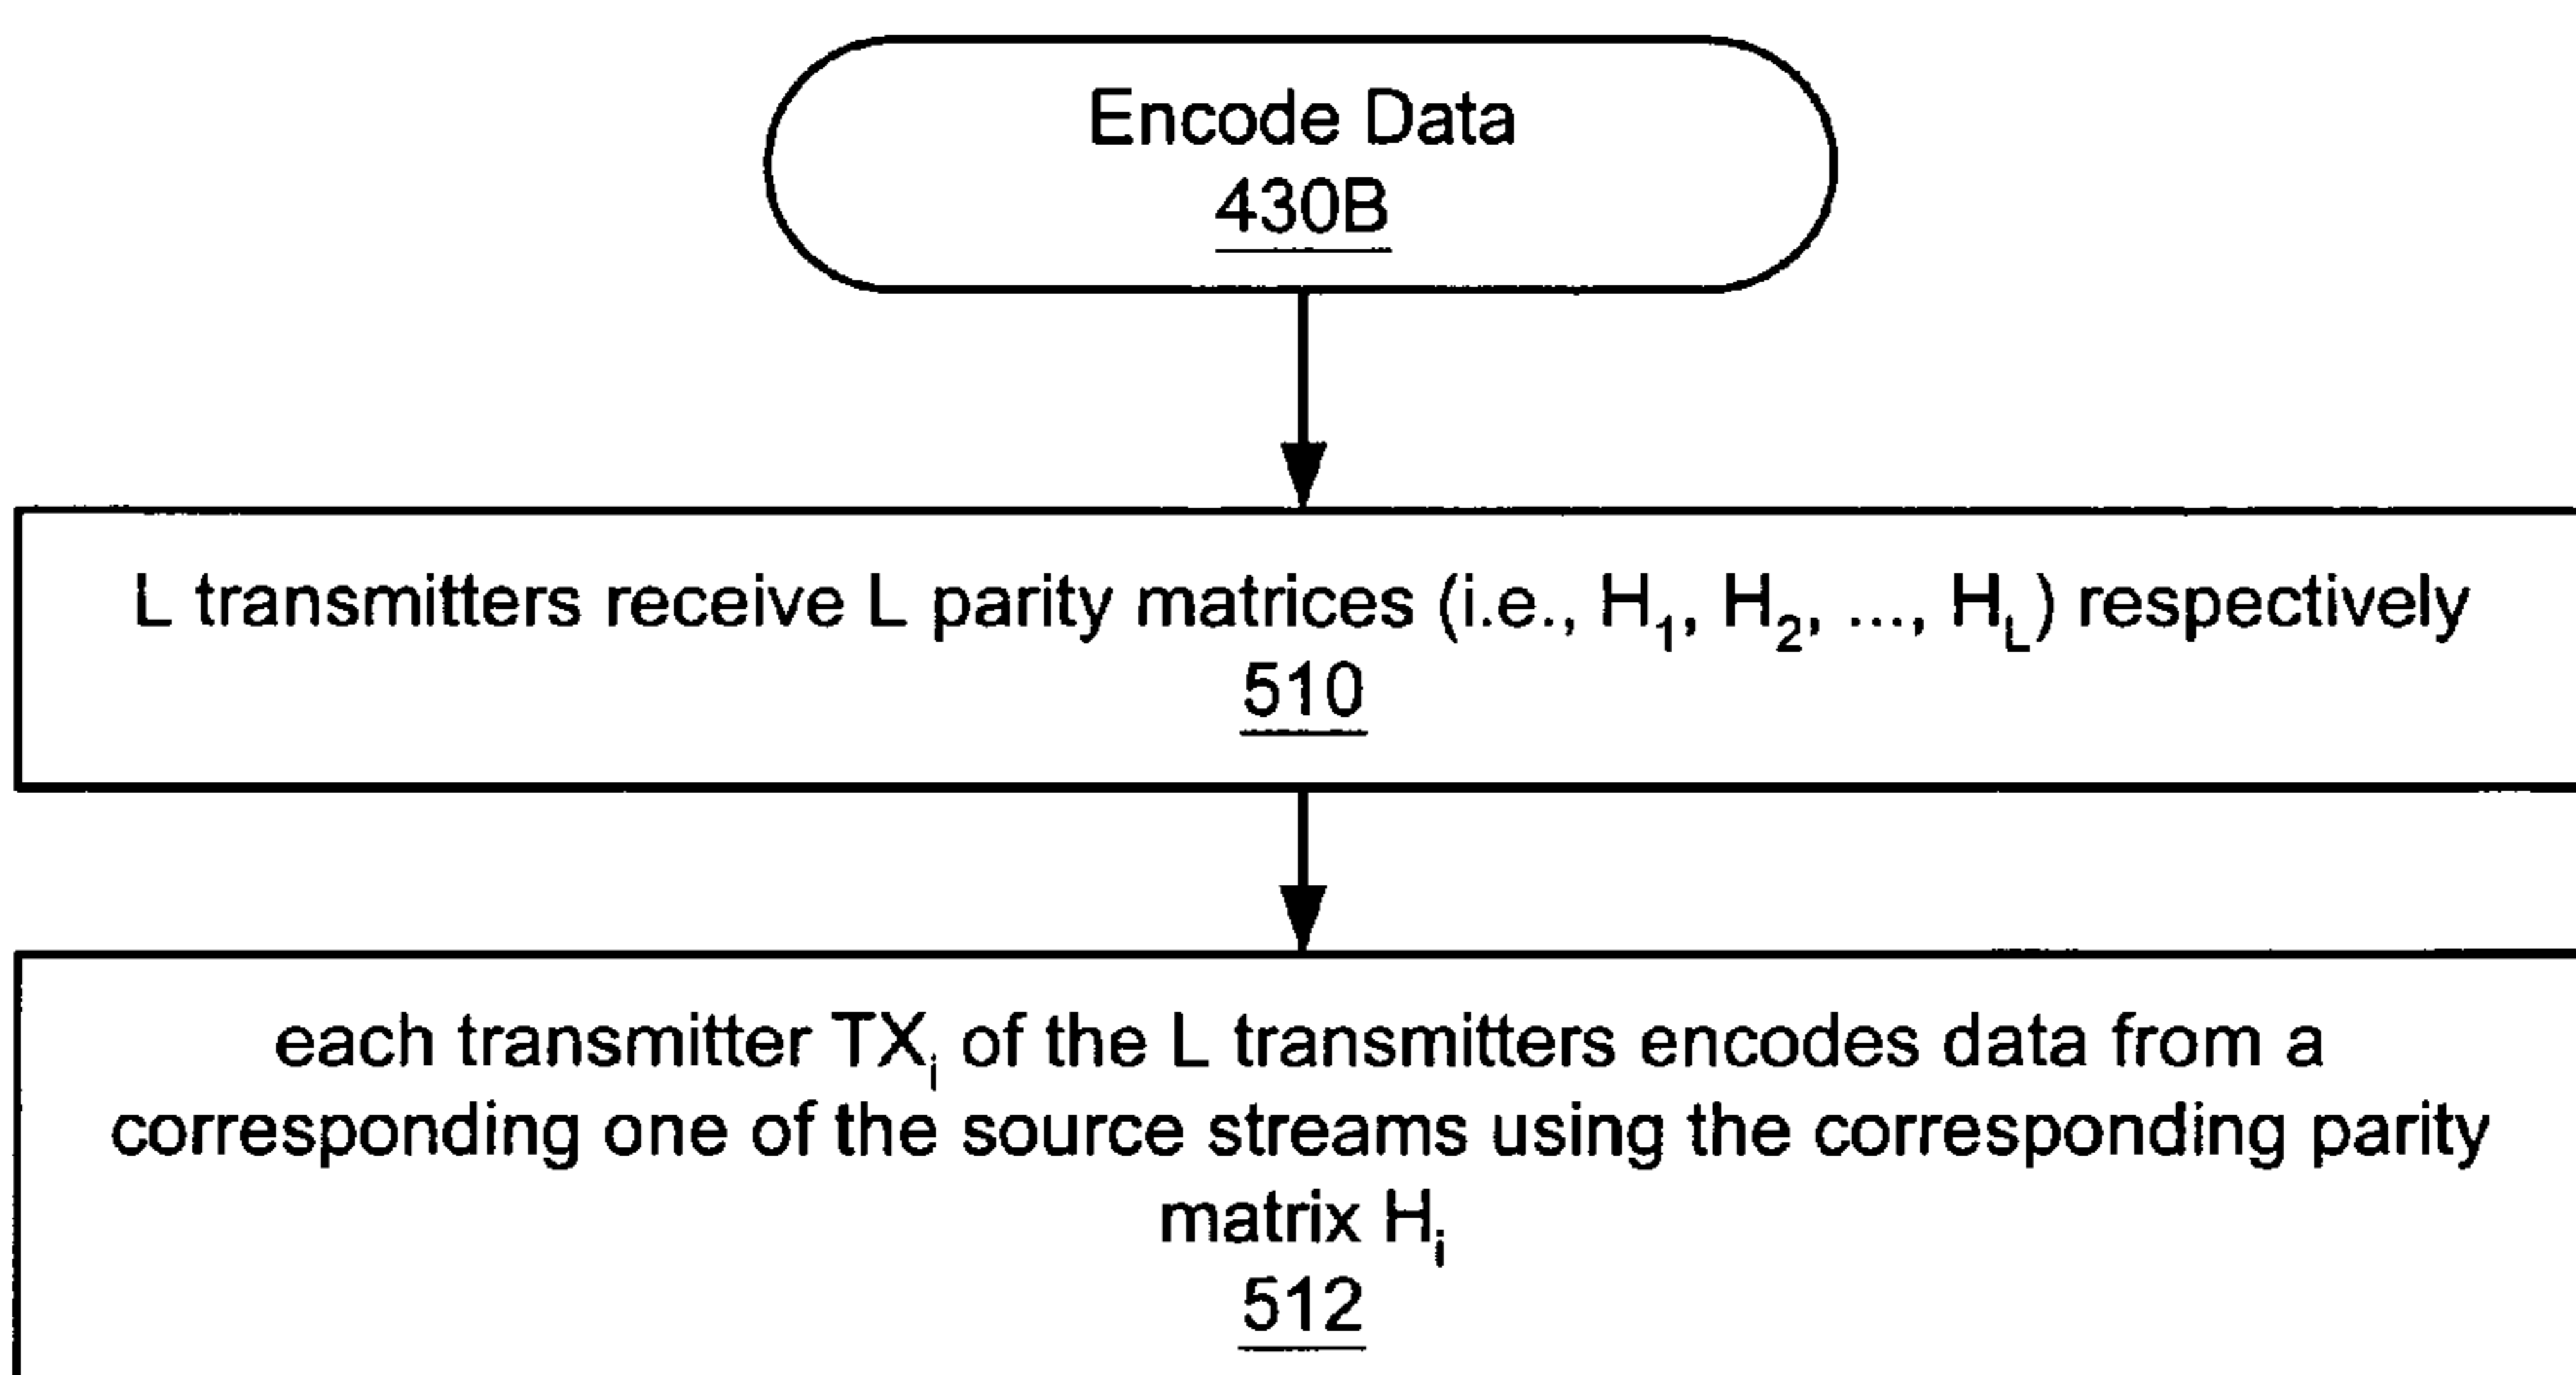 Encode Data
430B
L transmitters receive L parity matrices (i.e., H₁, H₂, ..., H_L) respectively
510
each transmitter TXᵢ of the L transmitters encodes data from a
corresponding one of the source streams using the corresponding parity
matrix Hᵢ
512